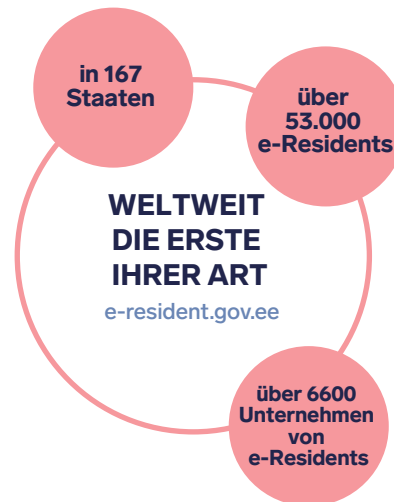 in 167
Staaten
über
53.000
e-Residents
WELTWEIT
DIE ERSTE
IHRER ART
e-resident.gov.ee
über 6600
Unternehmen
von
e-Residents